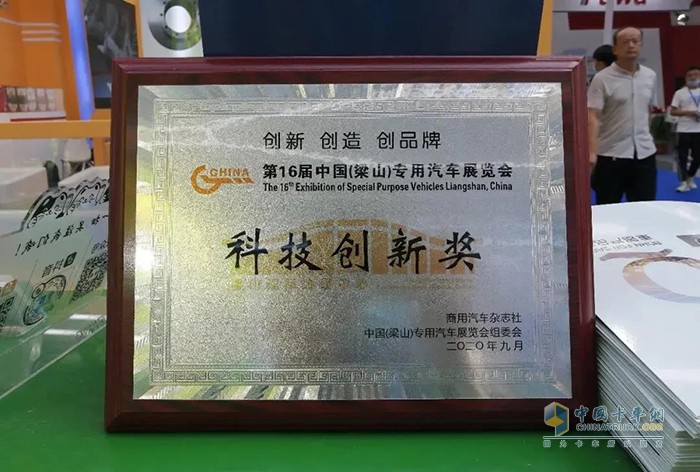 创新 创造 创品牌
CHINA
第16届中国(梁山)专用汽车展览会
The 16th Exhibition of Special Purpose Vehicles Liangshan, China
科技创新奖
商用汽车杂志社
中国(梁山)专用汽车展览会组委会
二〇二〇年九月
中国卡车网
CHINATRUCK.ORG